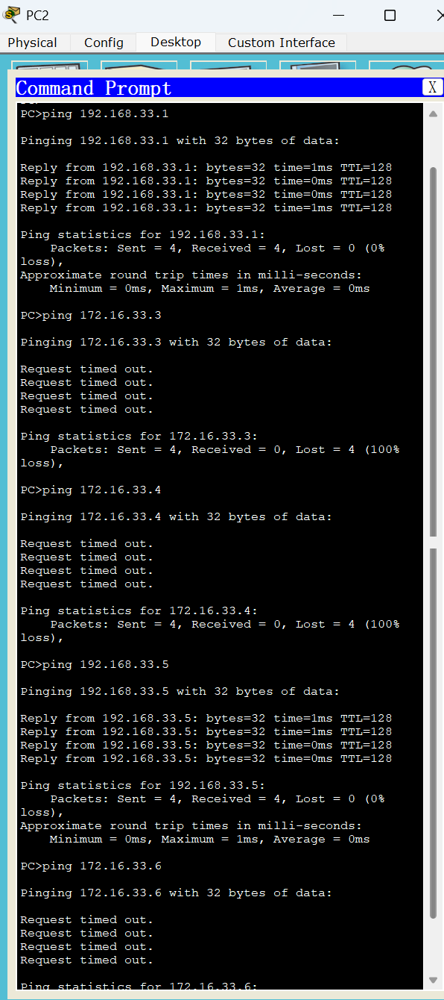 PC2
Physical Config Desktop Custom Interface
Command Prompt X
PC>ping 192.168.33.1
Pinging 192.168.33.1 with 32 bytes of data:
Reply from 192.168.33.1: bytes=32 time=1ms TTL=128
Reply from 192.168.33.1: bytes=32 time=0ms TTL=128
Reply from 192.168.33.1: bytes=32 time=0ms TTL=128
Reply from 192.168.33.1: bytes=32 time=1ms TTL=128
Ping statistics for 192.168.33.1:
Packets: Sent = 4, Received = 4, Lost = 0 (0%
loss),
Approximate round trip times in milli-seconds:
Minimum = 0ms, Maximum = 1ms, Average = 0ms
PC>ping 172.16.33.3
Pinging 172.16.33.3 with 32 bytes of data:
Request timed out.
Request timed out.
Request timed out.
Request timed out.
Ping statistics for 172.16.33.3:
Packets: Sent = 4, Received = 0, Lost = 4 (100%
loss),
PC>ping 172.16.33.4
Pinging 172.16.33.4 with 32 bytes of data:
Request timed out.
Request timed out.
Request timed out.
Request timed out.
Ping statistics for 172.16.33.4:
Packets: Sent = 4, Received = 0, Lost = 4 (100%
loss),
PC>ping 192.168.33.5
Pinging 192.168.33.5 with 32 bytes of data:
Reply from 192.168.33.5: bytes=32 time=1ms TTL=128
Reply from 192.168.33.5: bytes=32 time=1ms TTL=128
Reply from 192.168.33.5: bytes=32 time=0ms TTL=128
Reply from 192.168.33.5: bytes=32 time=0ms TTL=128
Ping statistics for 192.168.33.5:
Packets: Sent = 4, Received = 4, Lost = 0 (0%
loss),
Approximate round trip times in milli-seconds:
Minimum = 0ms, Maximum = 1ms, Average = 0ms
PC>ping 172.16.33.6
Pinging 172.16.33.6 with 32 bytes of data:
Request timed out.
Request timed out.
Request timed out.
Request timed out.
Ping statistics for 172.16.33.6: